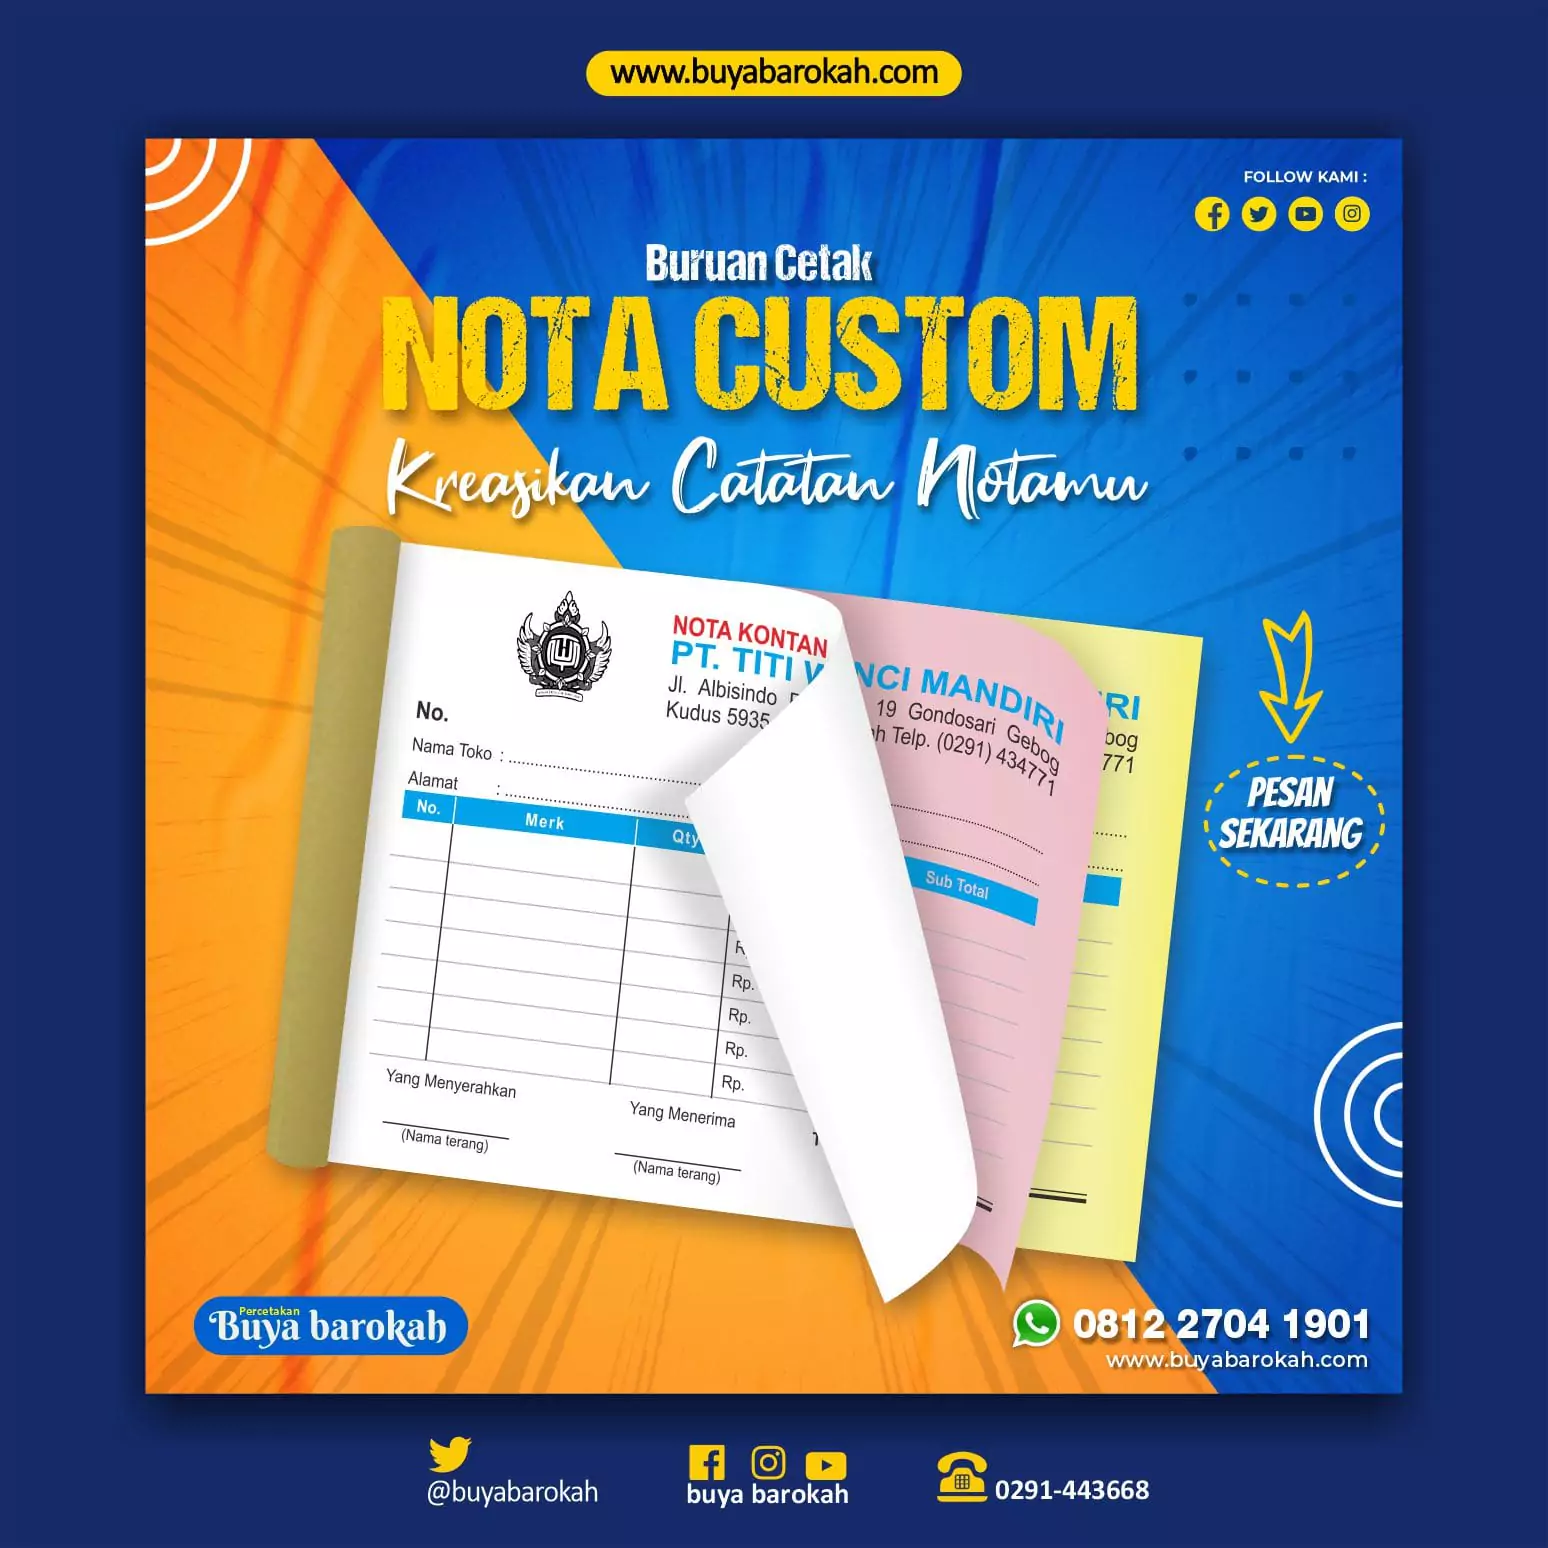 www.buyabarokah.com
FOLLOW KAMI :
Buruan Cetak
NOTA CUSTOM
Kreasikan Catatan Notamu
NOTA KONTAN
PT. TITI
NCI MANDIRI
RI
Jl. Albisindo
19 Gondosari Gebog
bog
Kudus 5935
Telp. (0291) 434771
771
No.
Nama Toko :
Alamat :
No. Merk Qty
Sub Total
Rp.
Rp.
Rp.
Rp.
Yang Menyerahkan
Yang Menerima
(Nama terang)
(Nama terang)
PESAN
SEKARANG
Percetakan
Buya barokah
0812 2704 1901
www.buyabarokah.com
@buyabarokah
buya barokah
0291-443668